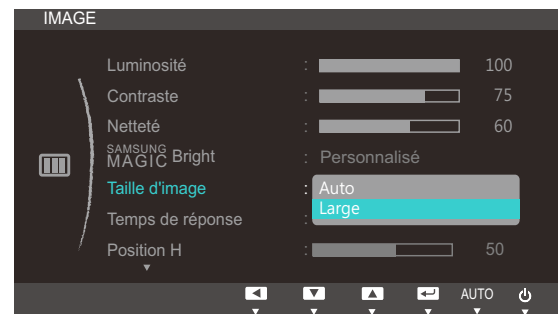 IMAGE
Luminosité : 100
Contraste : 75
Netteté : 60
SAMSUNG
MAGIC Bright : Personnalisé
Taille d'image : Auto
Large
Temps de réponse :
Position H : 50
AUTO